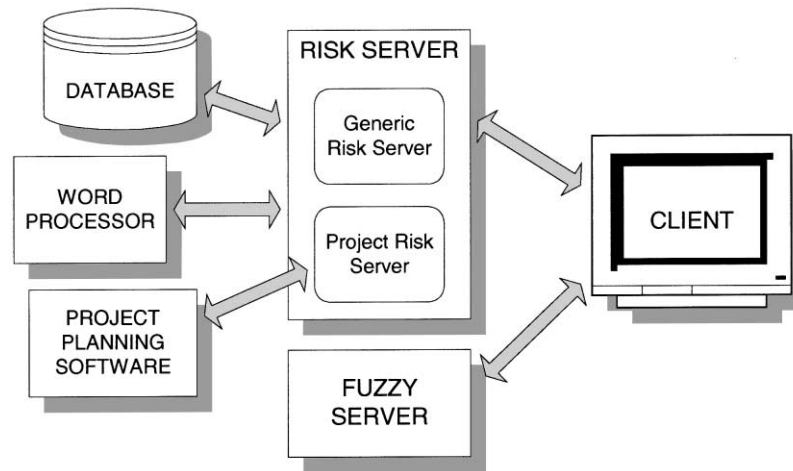 DATABASE
WORD
PROCESSOR
PROJECT
PLANNING
SOFTWARE
RISK SERVER
Generic
Risk Server
Project Risk
Server
FUZZY
SERVER
CLIENT